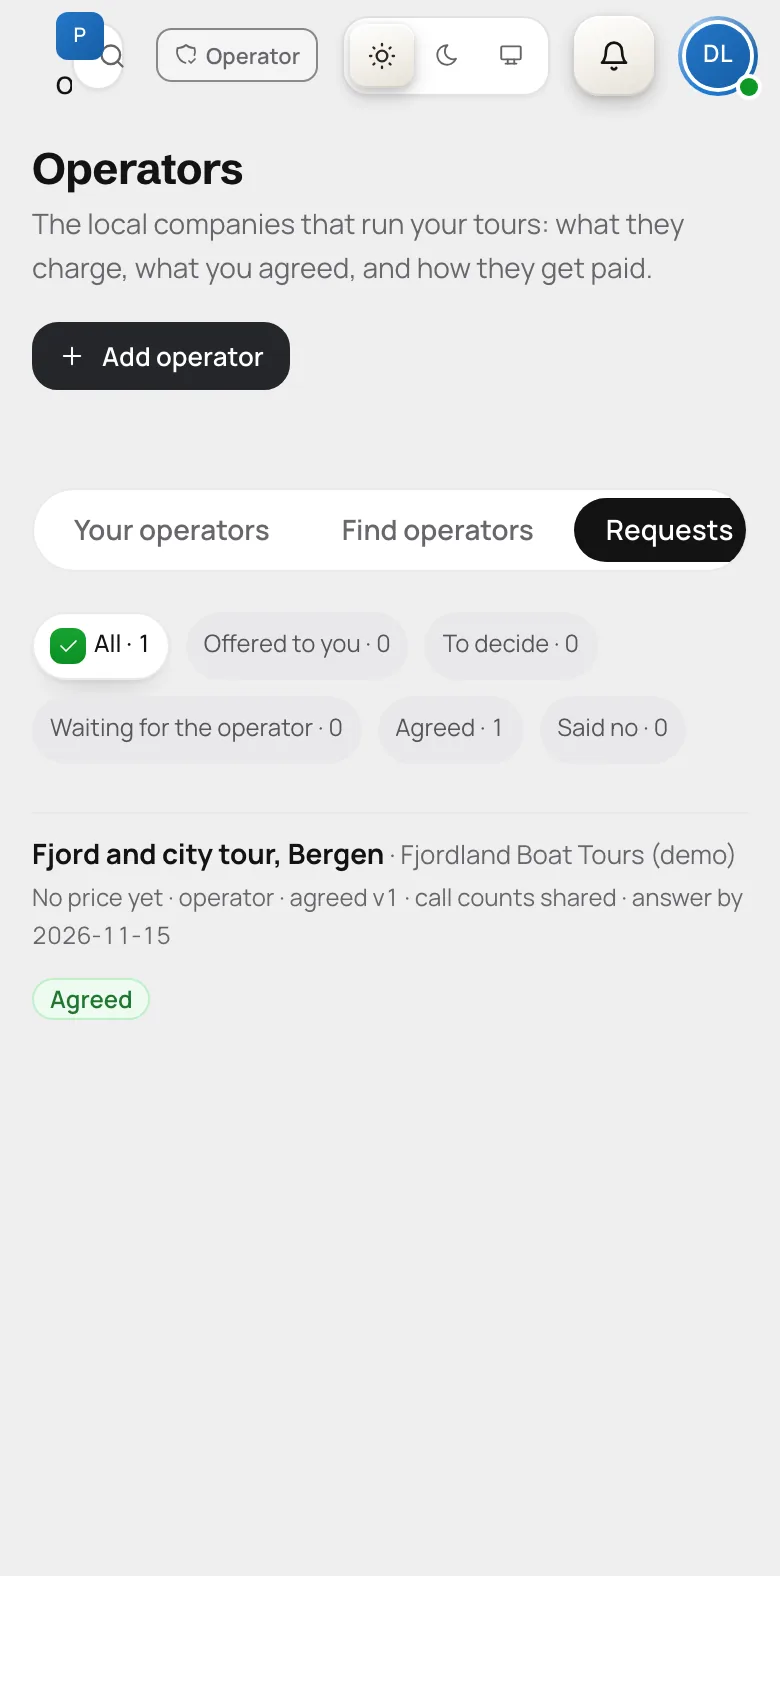 P
O
Operator
DL
Operators
The local companies that run your tours: what they
charge, what you agreed, and how they get paid.
Add operator
Your operators
Find operators
Requests
All · 1
Offered to you · 0
To decide · 0
Waiting for the operator · 0
Agreed · 1
Said no · 0
Fjord and city tour, Bergen · Fjordland Boat Tours (demo)
No price yet · operator · agreed v1 · call counts shared · answer by
2026-11-15
Agreed